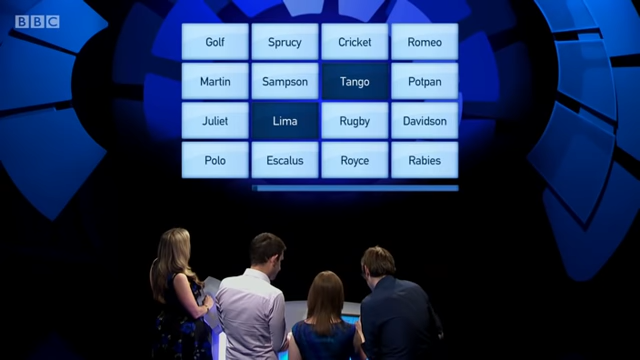 BBC
Golf Sprucy Cricket Romeo
Martin Sampson Tango Potpan
Juliet Lima Rugby Davidson
Polo Escalus Royce Rabies